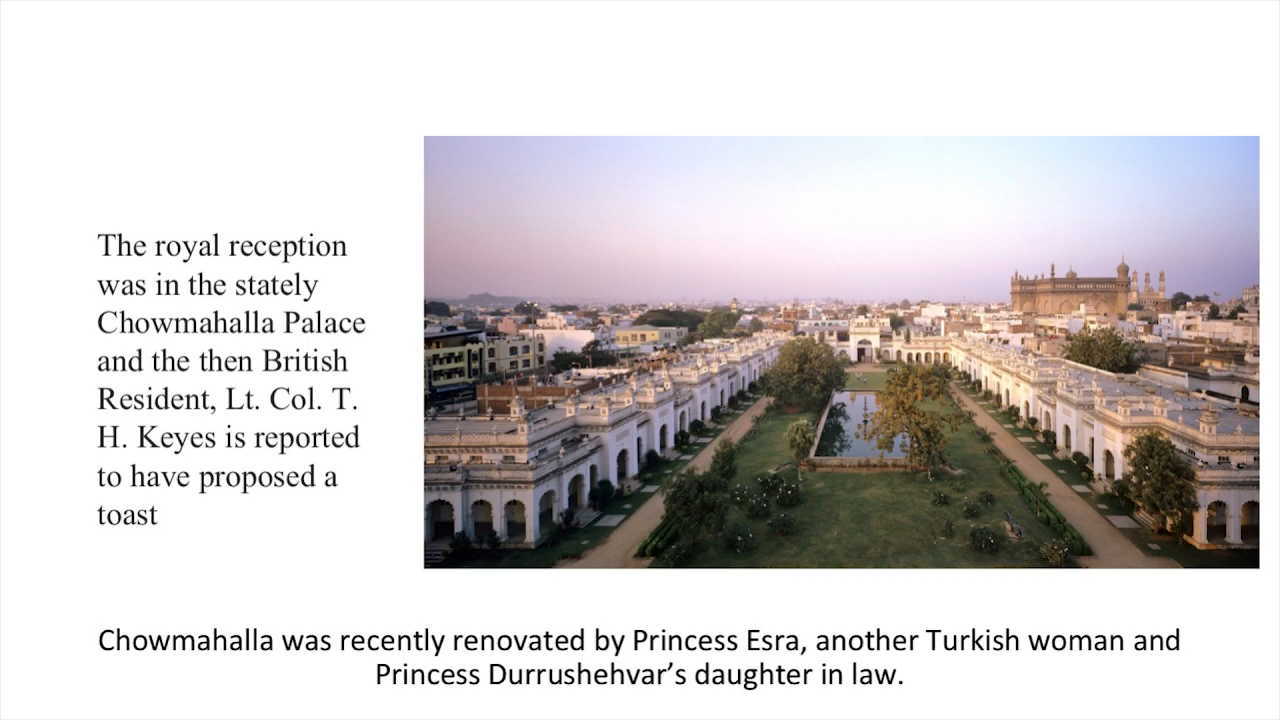 The royal reception
was in the stately
Chowmahalla Palace
and the then British
Resident, Lt. Col. T.
H. Keyes is reported
to have proposed a
toast
Chowmahalla was recently renovated by Princess Esra, another Turkish woman and
Princess Durrushehvar’s daughter in law.